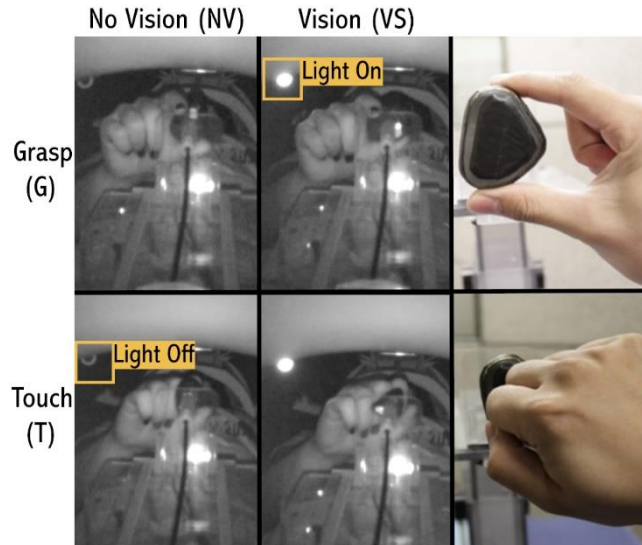 No Vision (NV)
Vision (VS)
Light On
Grasp
(G)
Light Off
Touch
(T)